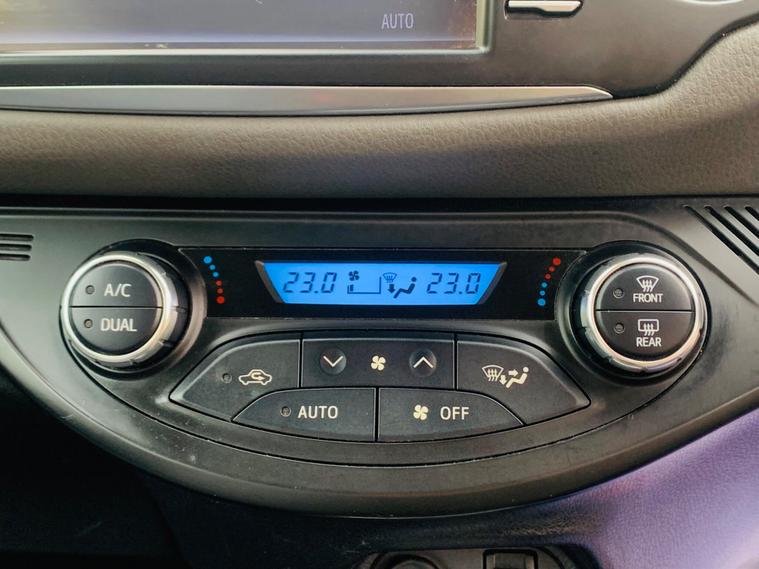 AUTO
A/C
DUAL
23.0 23.0
FRONT
REAR
AUTO
OFF